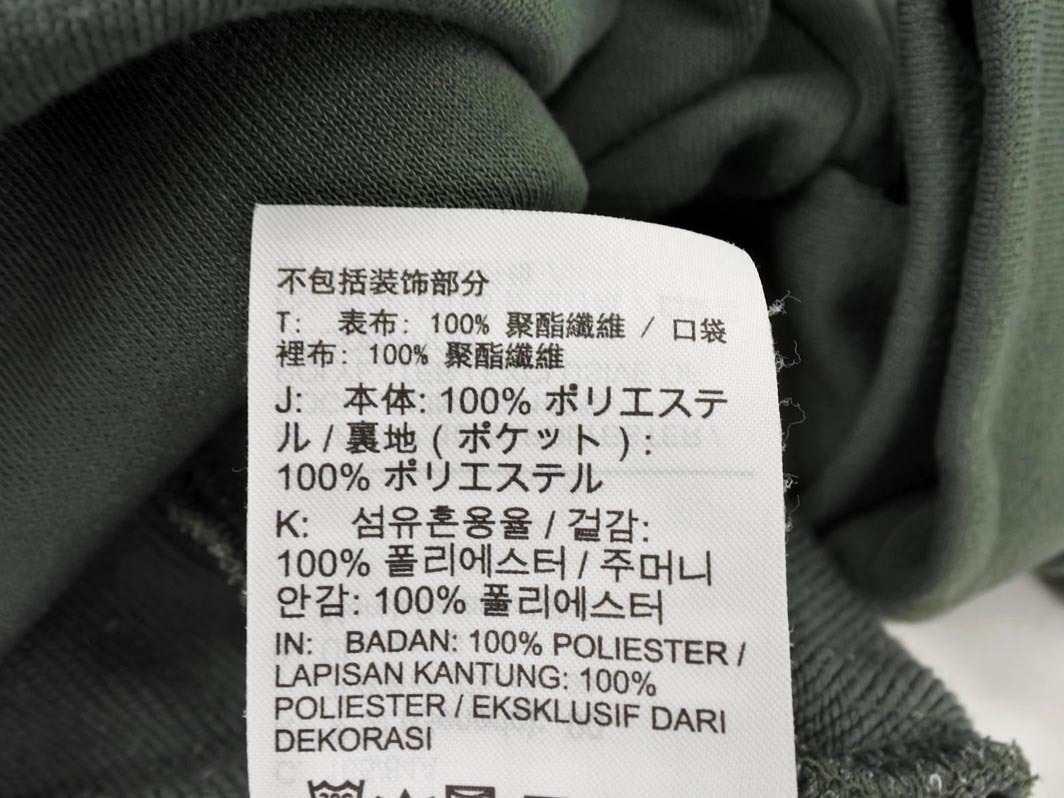 不包括装饰部分
T: 表布: 100% 聚酯纖維 / 口袋
裡布: 100% 聚酯纖維
J: 本体: 100% ポリエステ
ル / 裏地 ( ポケット ) :
100% ポリエステル
K: 섬유혼용율 / 겉감:
100% 폴리에스터 / 주머니
안감: 100% 폴리에스터
IN: BADAN: 100% POLIESTER /
LAPISAN KANTUNG: 100%
POLIESTER / EKSKLUSIF DARI
DEKORASI